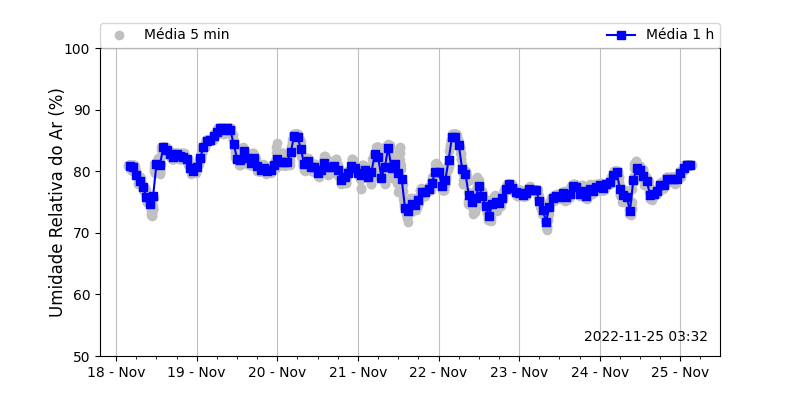 Média 5 min
Média 1 h
Umidade Relativa do Ar (%)
100
90
80
70
60
50
2022-11-25 03:32
18 - Nov
19 - Nov
20 - Nov
21 - Nov
22 - Nov
23 - Nov
24 - Nov
25 - Nov